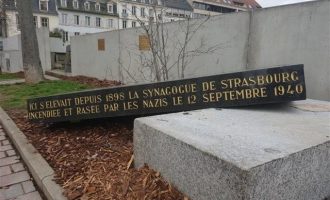 ICI S'ELEVAIT DEPUIS 1898 LA SYNAGOGUE DE STRASBOURG
INCENDIEE ET RASEE PAR LES NAZIS LE 12 SEPTEMBRE 1940